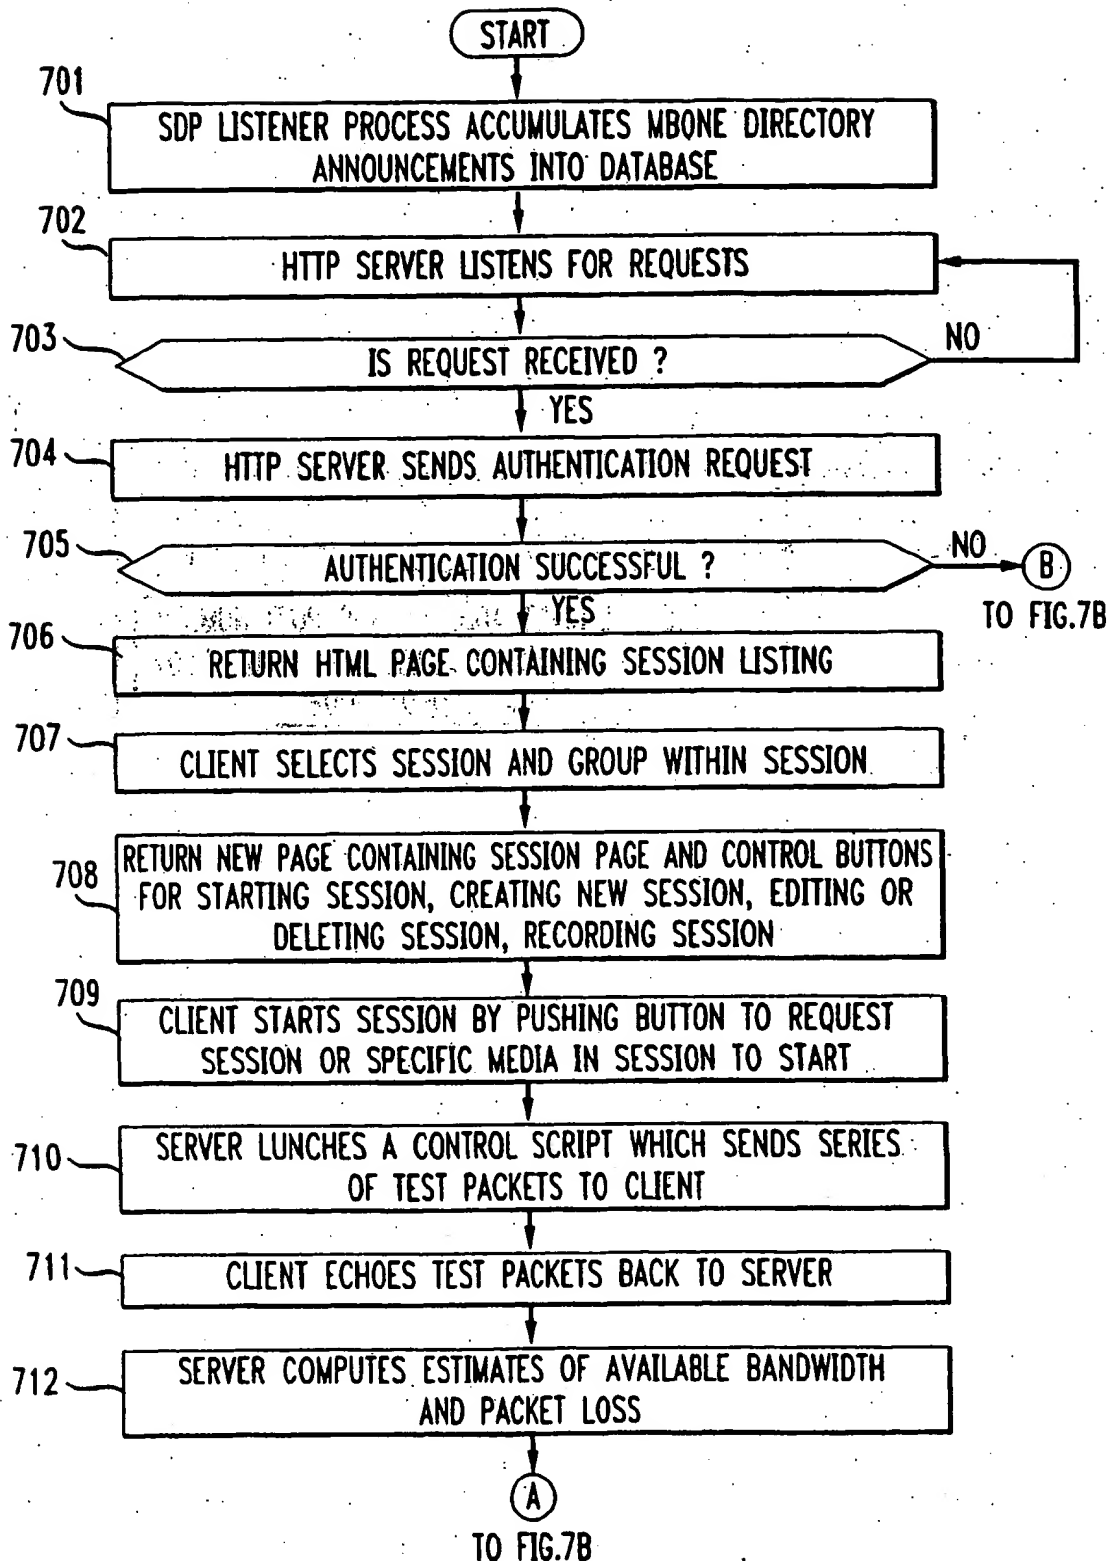 START
701
SDP LISTENER PROCESS ACCUMULATES MBONE DIRECTORY
ANNOUNCEMENTS INTO DATABASE
702
HTTP SERVER LISTENS FOR REQUESTS
703
IS REQUEST RECEIVED ?
NO
YES
704
HTTP SERVER SENDS AUTHENTICATION REQUEST
705
AUTHENTICATION SUCCESSFUL ?
NO
B
TO FIG.7B
YES
706
RETURN HTML PAGE CONTAINING SESSION LISTING
707
CLIENT SELECTS SESSION AND GROUP WITHIN SESSION
708
RETURN NEW PAGE CONTAINING SESSION PAGE AND CONTROL BUTTONS
FOR STARTING SESSION, CREATING NEW SESSION, EDITING OR
DELETING SESSION, RECORDING SESSION
709
CLIENT STARTS SESSION BY PUSHING BUTTON TO REQUEST
SESSION OR SPECIFIC MEDIA IN SESSION TO START
710
SERVER LUNCHES A CONTROL SCRIPT WHICH SENDS SERIES
OF TEST PACKETS TO CLIENT
711
CLIENT ECHOES TEST PACKETS BACK TO SERVER
712
SERVER COMPUTES ESTIMATES OF AVAILABLE BANDWIDTH
AND PACKET LOSS
A
TO FIG.7B